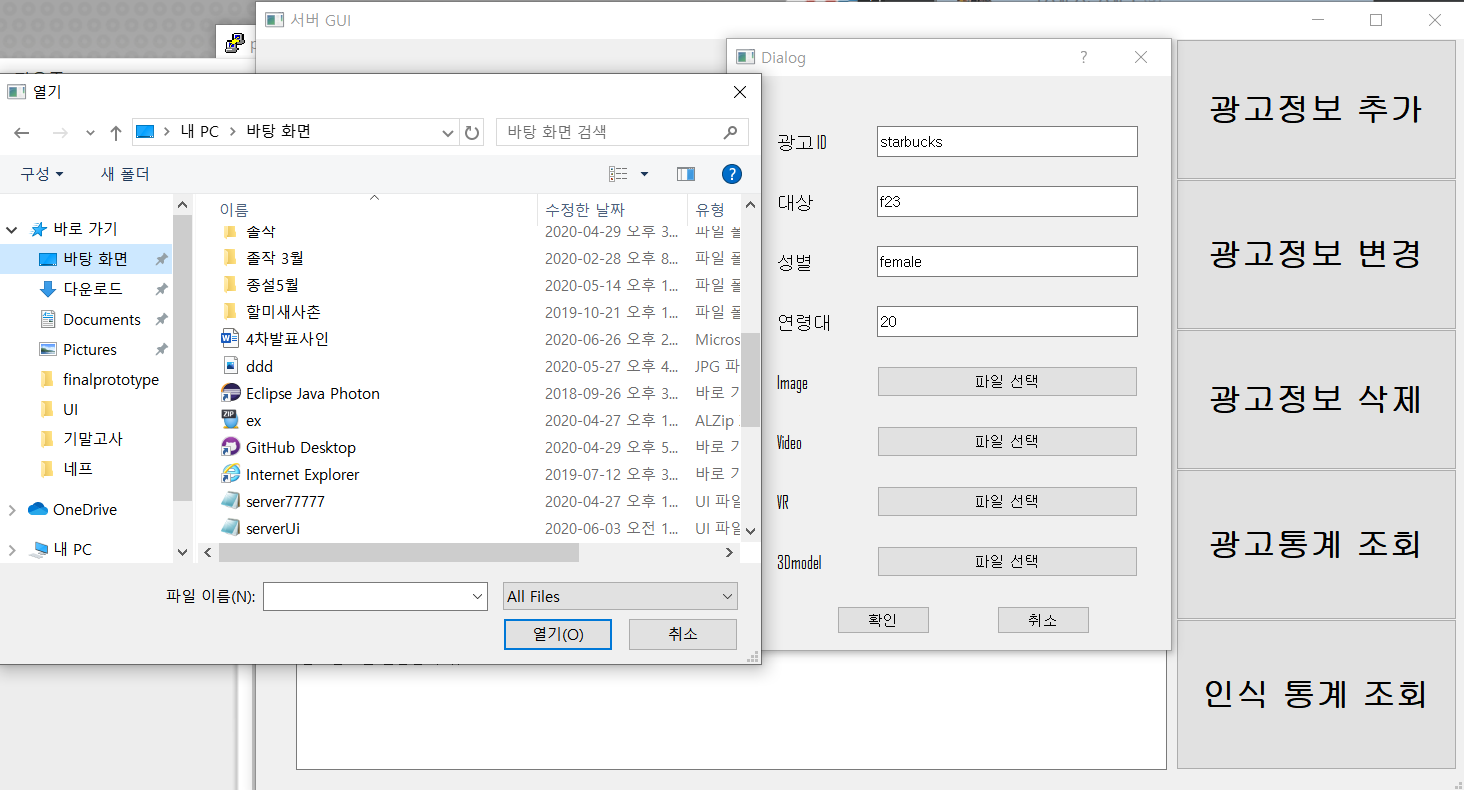 서버 GUI
Dialog
?
광고ID
starbucks
대상
f23
성별
female
연령대
20
Image
파일 선택
Video
파일 선택
VR
파일 선택
3Dmodel
파일 선택
확인
취소
광고정보 추가
광고정보 변경
광고정보 삭제
광고통계 조회
인식 통계 조회
열기
내 PC
바탕 화면
바탕 화면 검색
구성
새 폴더
?
바로 가기
바탕 화면
다운로드
Documents
Pictures
finalprototype
UI
기말고사
네프
OneDrive
내 PC
이름 수정한 날짜 유형
2020-04-29 오후 3... 파일 폴
졸작 3월 2020-02-28 오후 8... 파일 폴
종설5월 2020-05-14 오후 1... 파일 폴
할미새사촌 2019-10-21 오후 1... 파일 폴
4차발표사인 2020-06-26 오후 2... Micros
ddd 2020-05-27 오후 4... JPG 파
Eclipse Java Photon 2018-09-26 오후 3... 바로 가
ex 2020-04-27 오후 1... ALZip
GitHub Desktop 2020-04-29 오후 5... 바로 가
Internet Explorer 2019-07-12 오후 3... 바로 가
server77777 2020-04-27 오후 1... UI 파일
serverUi 2020-06-03 오전 1... UI 파일
파일 이름(N):
All Files
열기(O)
취소